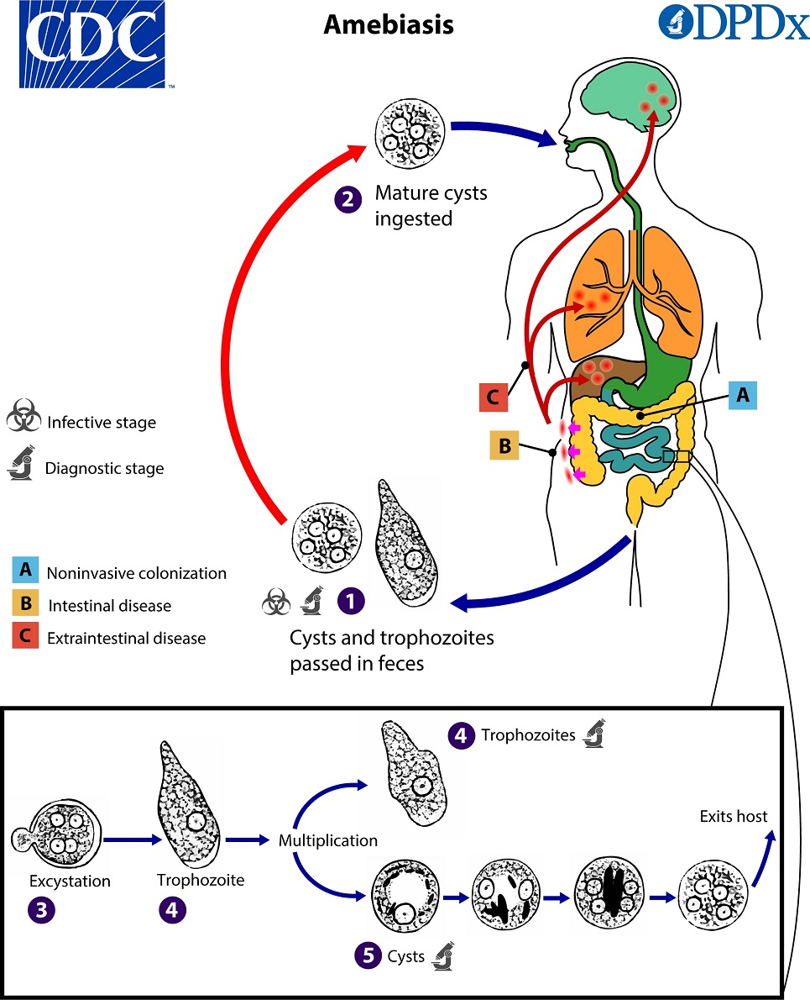 CDC
TM
Amebiasis
DPDx
2
Mature cysts
ingested
C
A
B
Infective stage
Diagnostic stage
A
Noninvasive colonization
B
Intestinal disease
C
Extraintestinal disease
1
Cysts and trophozoites
passed in feces
4
Trophozoites
Exits host
Multiplication
Excystation
3
Trophozoite
4
5
Cysts